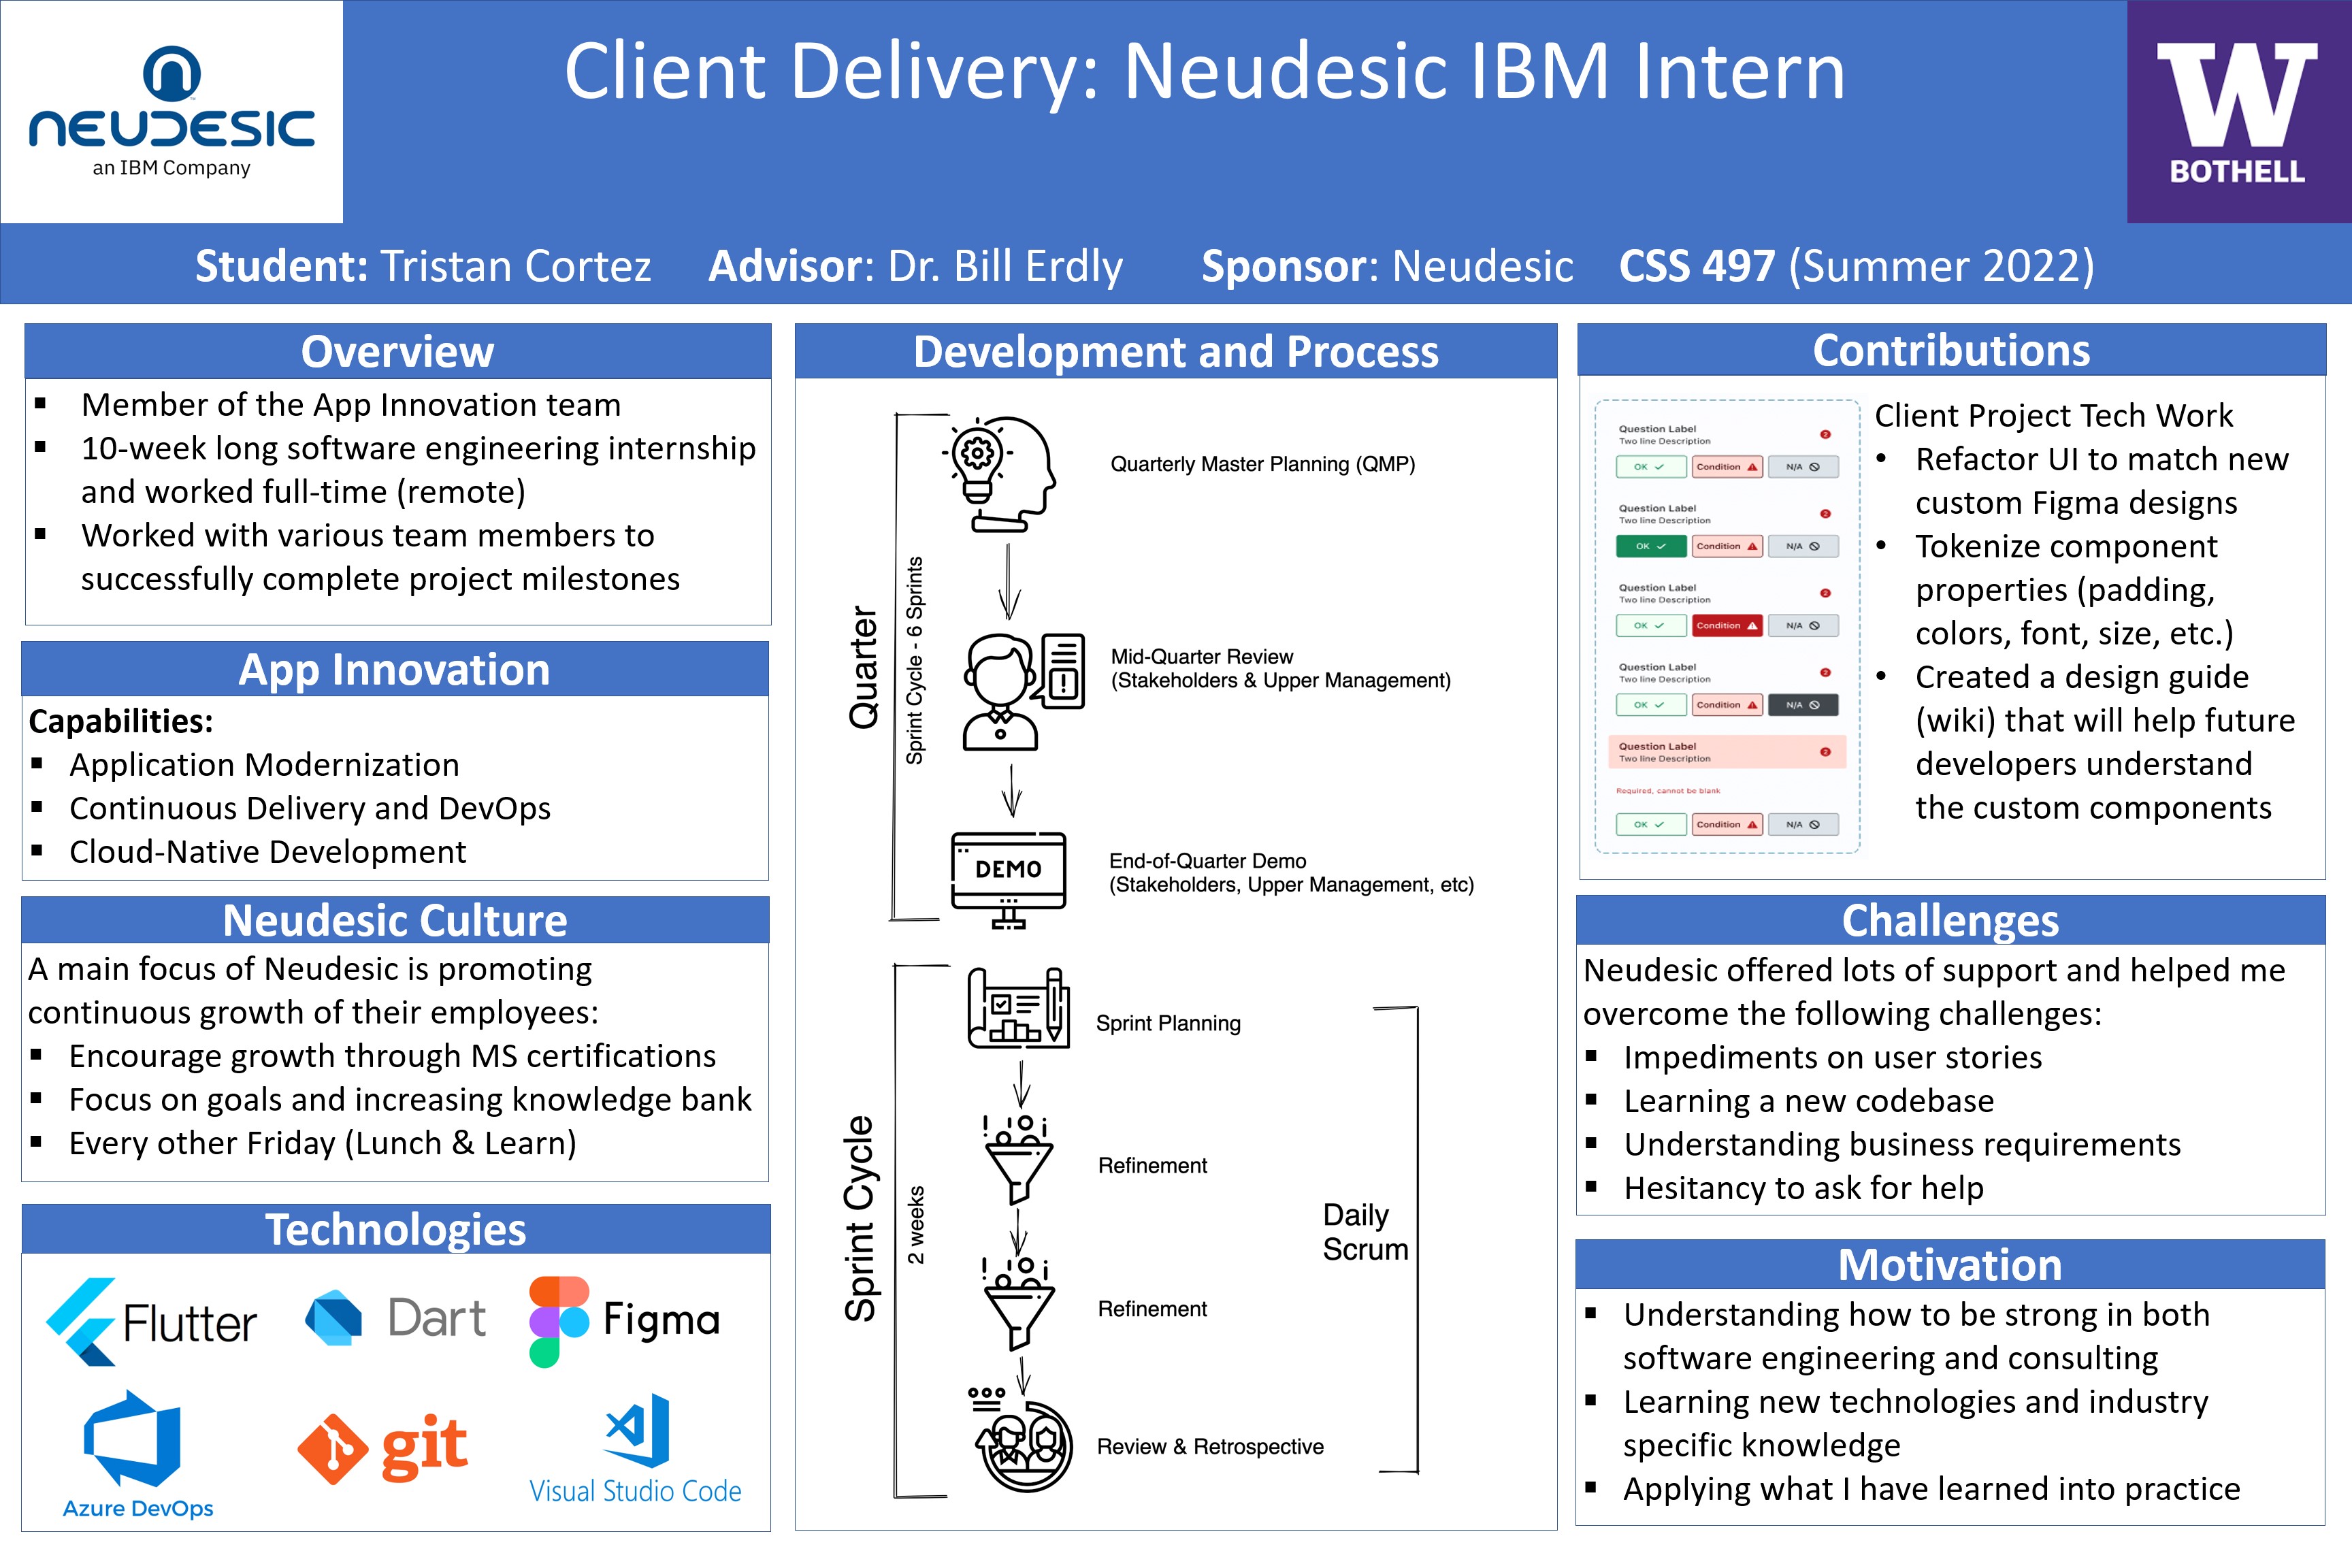 Client Delivery: Neudesic IBM Intern
neudesic
an IBM Company
W
BOTHELL
Student: Tristan Cortez Advisor: Dr. Bill Erdly Sponsor: Neudesic CSS 497 (Summer 2022)
Overview
▪ Member of the App Innovation team
▪ 10-week long software engineering internship
and worked full-time (remote)
▪ Worked with various team members to
successfully complete project milestones
App Innovation
Capabilities:
▪ Application Modernization
▪ Continuous Delivery and DevOps
▪ Cloud-Native Development
Neudesic Culture
A main focus of Neudesic is promoting
continuous growth of their employees:
▪ Encourage growth through MS certifications
▪ Focus on goals and increasing knowledge bank
▪ Every other Friday (Lunch & Learn)
Technologies
Flutter
Dart
Figma
Azure DevOps
git
Visual Studio Code
Development and Process
Quarter
Sprint Cycle - 6 Sprints
Quarterly Master Planning (QMP)
Mid-Quarter Review
(Stakeholders & Upper Management)
DEMO
End-of-Quarter Demo
(Stakeholders, Upper Management, etc)
Sprint Cycle
2 weeks
Sprint Planning
Refinement
Refinement
Review & Retrospective
Daily
Scrum
Contributions
Question Label
2
Two line Description
OK Condition N/A
Question Label
2
Two line Description
OK Condition N/A
Question Label
2
Two line Description
OK Condition N/A
Question Label
2
Two line Description
OK Condition N/A
Question Label
2
Two line Description
Required, cannot be blank
OK Condition N/A
Client Project Tech Work
• Refactor UI to match new
custom Figma designs
• Tokenize component
properties (padding,
colors, font, size, etc.)
• Created a design guide
(wiki) that will help future
developers understand
the custom components
Challenges
Neudesic offered lots of support and helped me
overcome the following challenges:
▪ Impediments on user stories
▪ Learning a new codebase
▪ Understanding business requirements
▪ Hesitancy to ask for help
Motivation
▪ Understanding how to be strong in both
software engineering and consulting
▪ Learning new technologies and industry
specific knowledge
▪ Applying what I have learned into practice